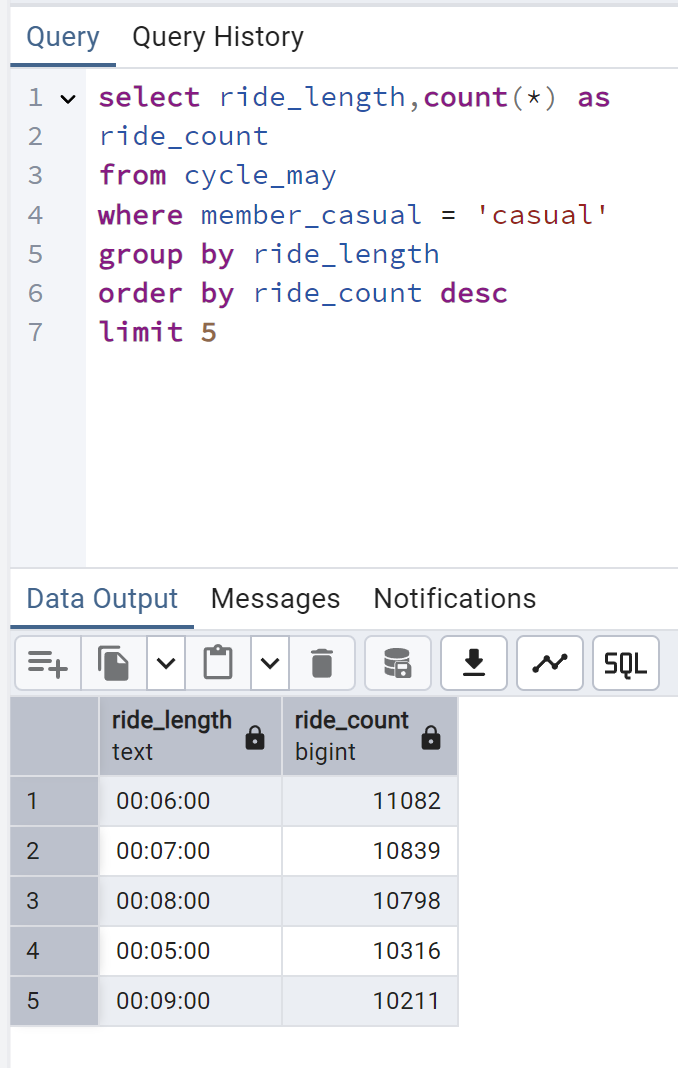 Query Query History
1 select ride_length,count(*) as
2 ride_count
3 from cycle_may
4 where member_casual = 'casual'
5 group by ride_length
6 order by ride_count desc
7 limit 5
Data Output Messages Notifications
SQL
ride_length ride_count
text bigint
1 00:06:00 11082
2 00:07:00 10839
3 00:08:00 10798
4 00:05:00 10316
5 00:09:00 10211